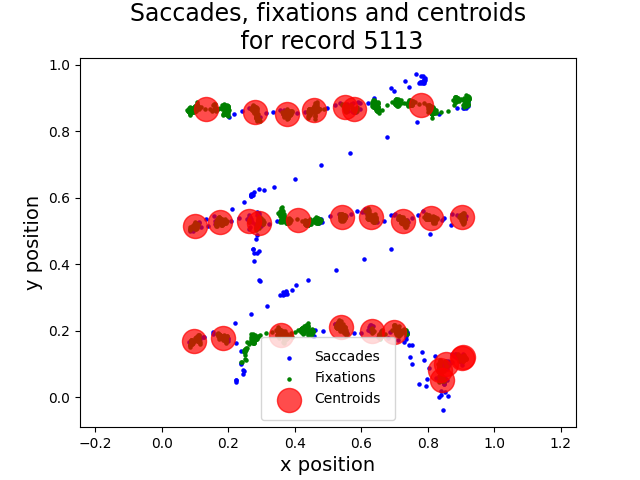 Saccades, fixations and centroids
for record 5113
1.0
0.8
0.6
0.4
0.2
0.0
y position
−0.2
0.0
0.2
0.4
0.6
0.8
1.0
1.2
x position
Saccades
Fixations
Centroids